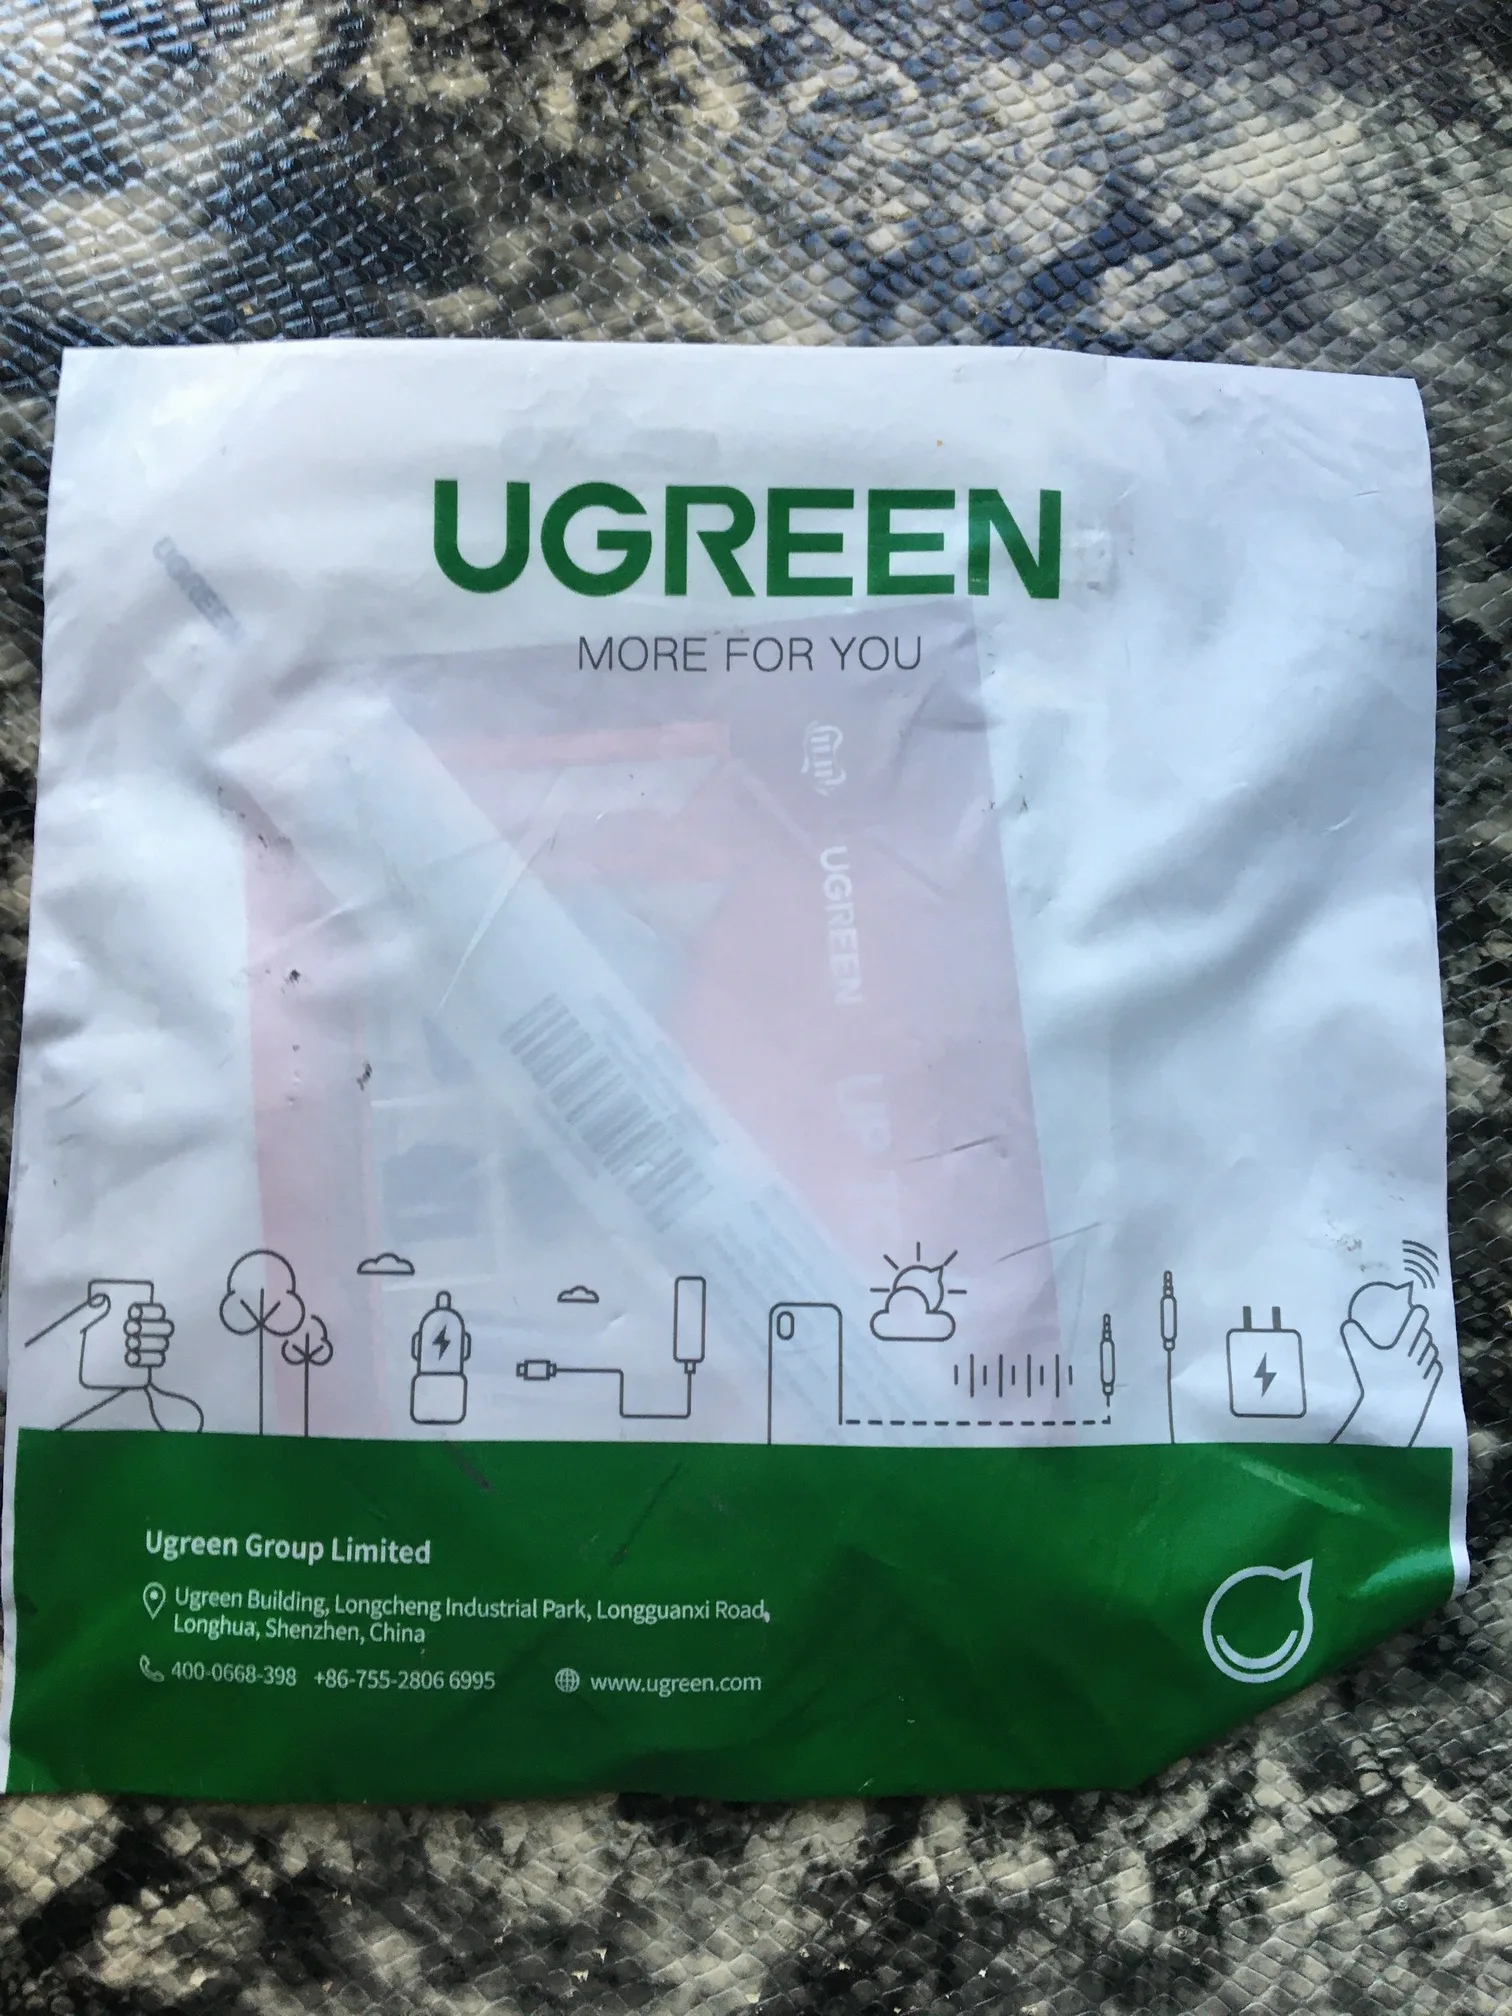 UGREEN
MORE FOR YOU
UGREEN
UGREEN
Ugreen Group Limited
Ugreen Building, Longcheng Industrial Park, Longguanxi Road,
Longhua, Shenzhen, China
400-0668-398 +86-755-2806 6995 www.ugreen.com